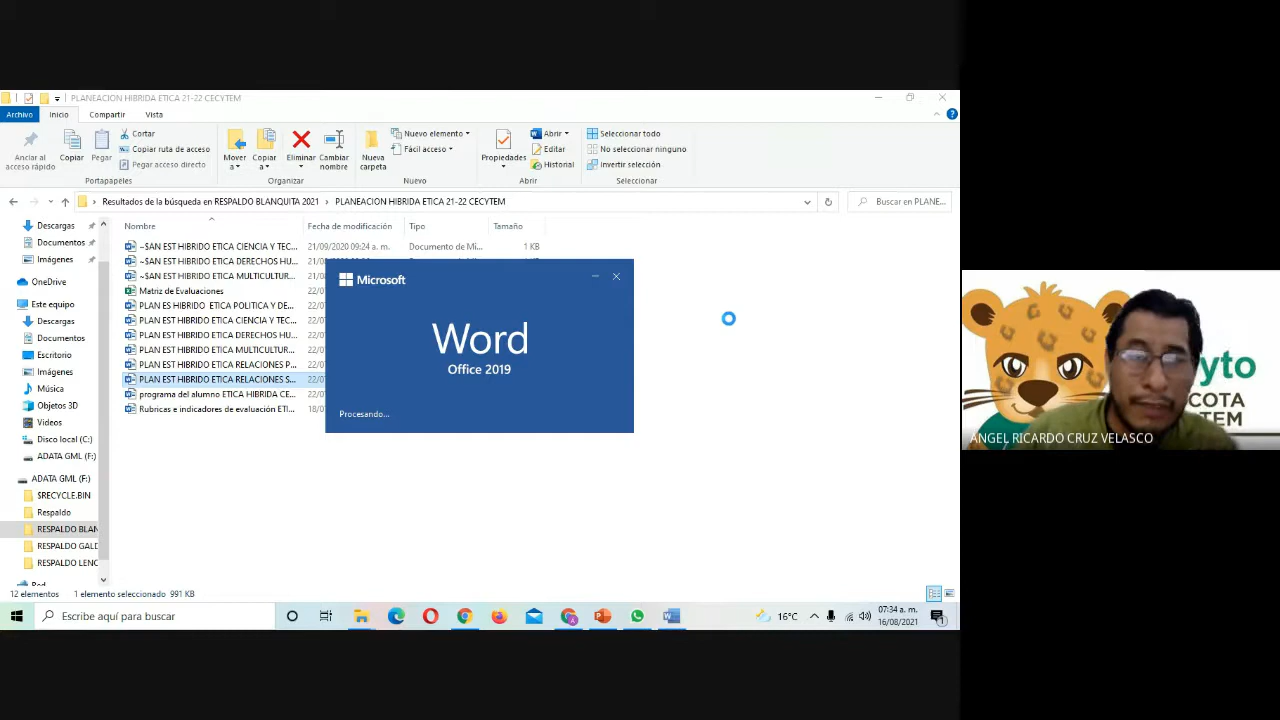 PLANEACION HIBRIDA ETICA 21-22 CECYTEM
Archivo Inicio Compartir Vista
Anclar al acceso rápido
Copiar
Pegar
Cortar
Copiar ruta de acceso
Pegar acceso directo
Portapapeles
Mover a
Copiar a
Eliminar
Cambiar nombre
Organizar
Nueva carpeta
Nuevo elemento
Fácil acceso
Nuevo
Propiedades
Abrir
Editar
Historial
Abrir
Seleccionar todo
No seleccionar ninguno
Invertir selección
Seleccionar
Resultados de la búsqueda en RESPALDO BLANQUITA 2021 › PLANEACION HIBRIDA ETICA 21-22 CECYTEM
Buscar en PLANE...
Nombre Fecha de modificación Tipo Tamaño
Descargas
Documentos
Imágenes
OneDrive
Este equipo
Descargas
Documentos
Escritorio
Imágenes
Música
Objetos 3D
Videos
Disco local (C:)
ADATA GML (F:)
ADATA GML (F:)
$RECYCLE.BIN
Respaldo
RESPALDO BLAN
RESPALDO GALD
RESPALDO LENC
Red
~$AN EST HIBRIDO ETICA CIENCIA Y TEC... 21/09/2020 09:24 a. m. Documento de Mi... 1 KB
~$AN EST HIBRIDO ETICA DERECHOS HU...
~$AN EST HIBRIDO ETICA MULTICULTUR...
Matriz de Evaluaciones
PLAN ES HIBRIDO ETICA POLITICA Y DE...
PLAN EST HIBRIDO ETICA CIENCIA Y TEC...
PLAN EST HIBRIDO ETICA DERECHOS HU...
PLAN EST HIBRIDO ETICA MULTICULTUR...
PLAN EST HIBRIDO ETICA RELACIONES P...
PLAN EST HIBRIDO ETICA RELACIONES S...
programa del alumno ETICA HIBRIDA CE...
Rubricas e indicadores de evaluación ETI...
Microsoft
Word
Office 2019
Procesando...
12 elementos 1 elemento seleccionado 991 KB
Escribe aquí para buscar
16°C
07:34 a. m.
16/08/2021
yto
COTA
TEM
ANGEL RICARDO CRUZ VELASCO